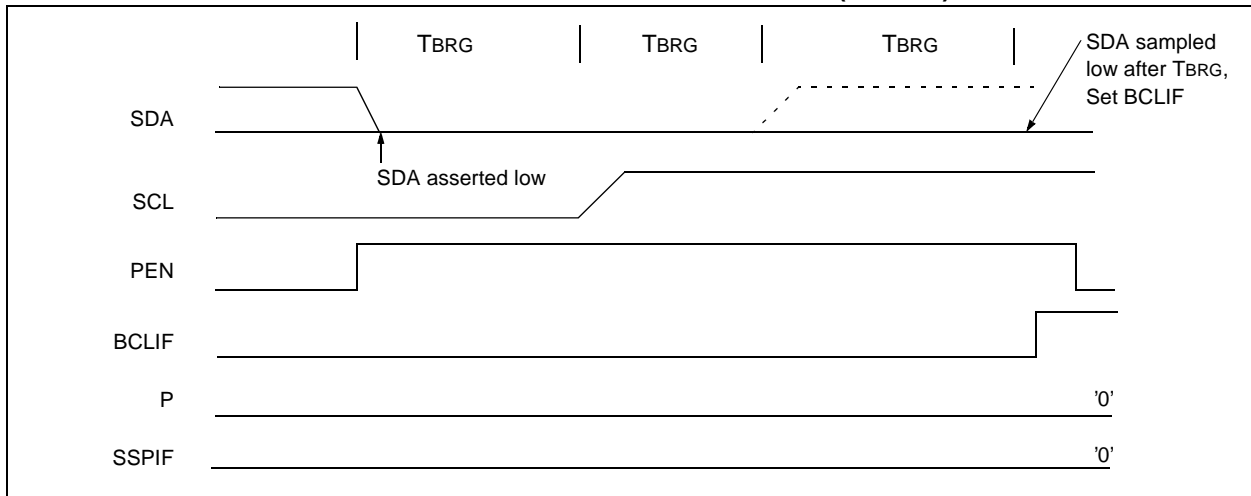 TBRG TBRG TBRG
SDA sampled
low after TBRG,
Set BCLIF
SDA
SDA asserted low
SCL
PEN
BCLIF
P '0'
SSPIF '0'